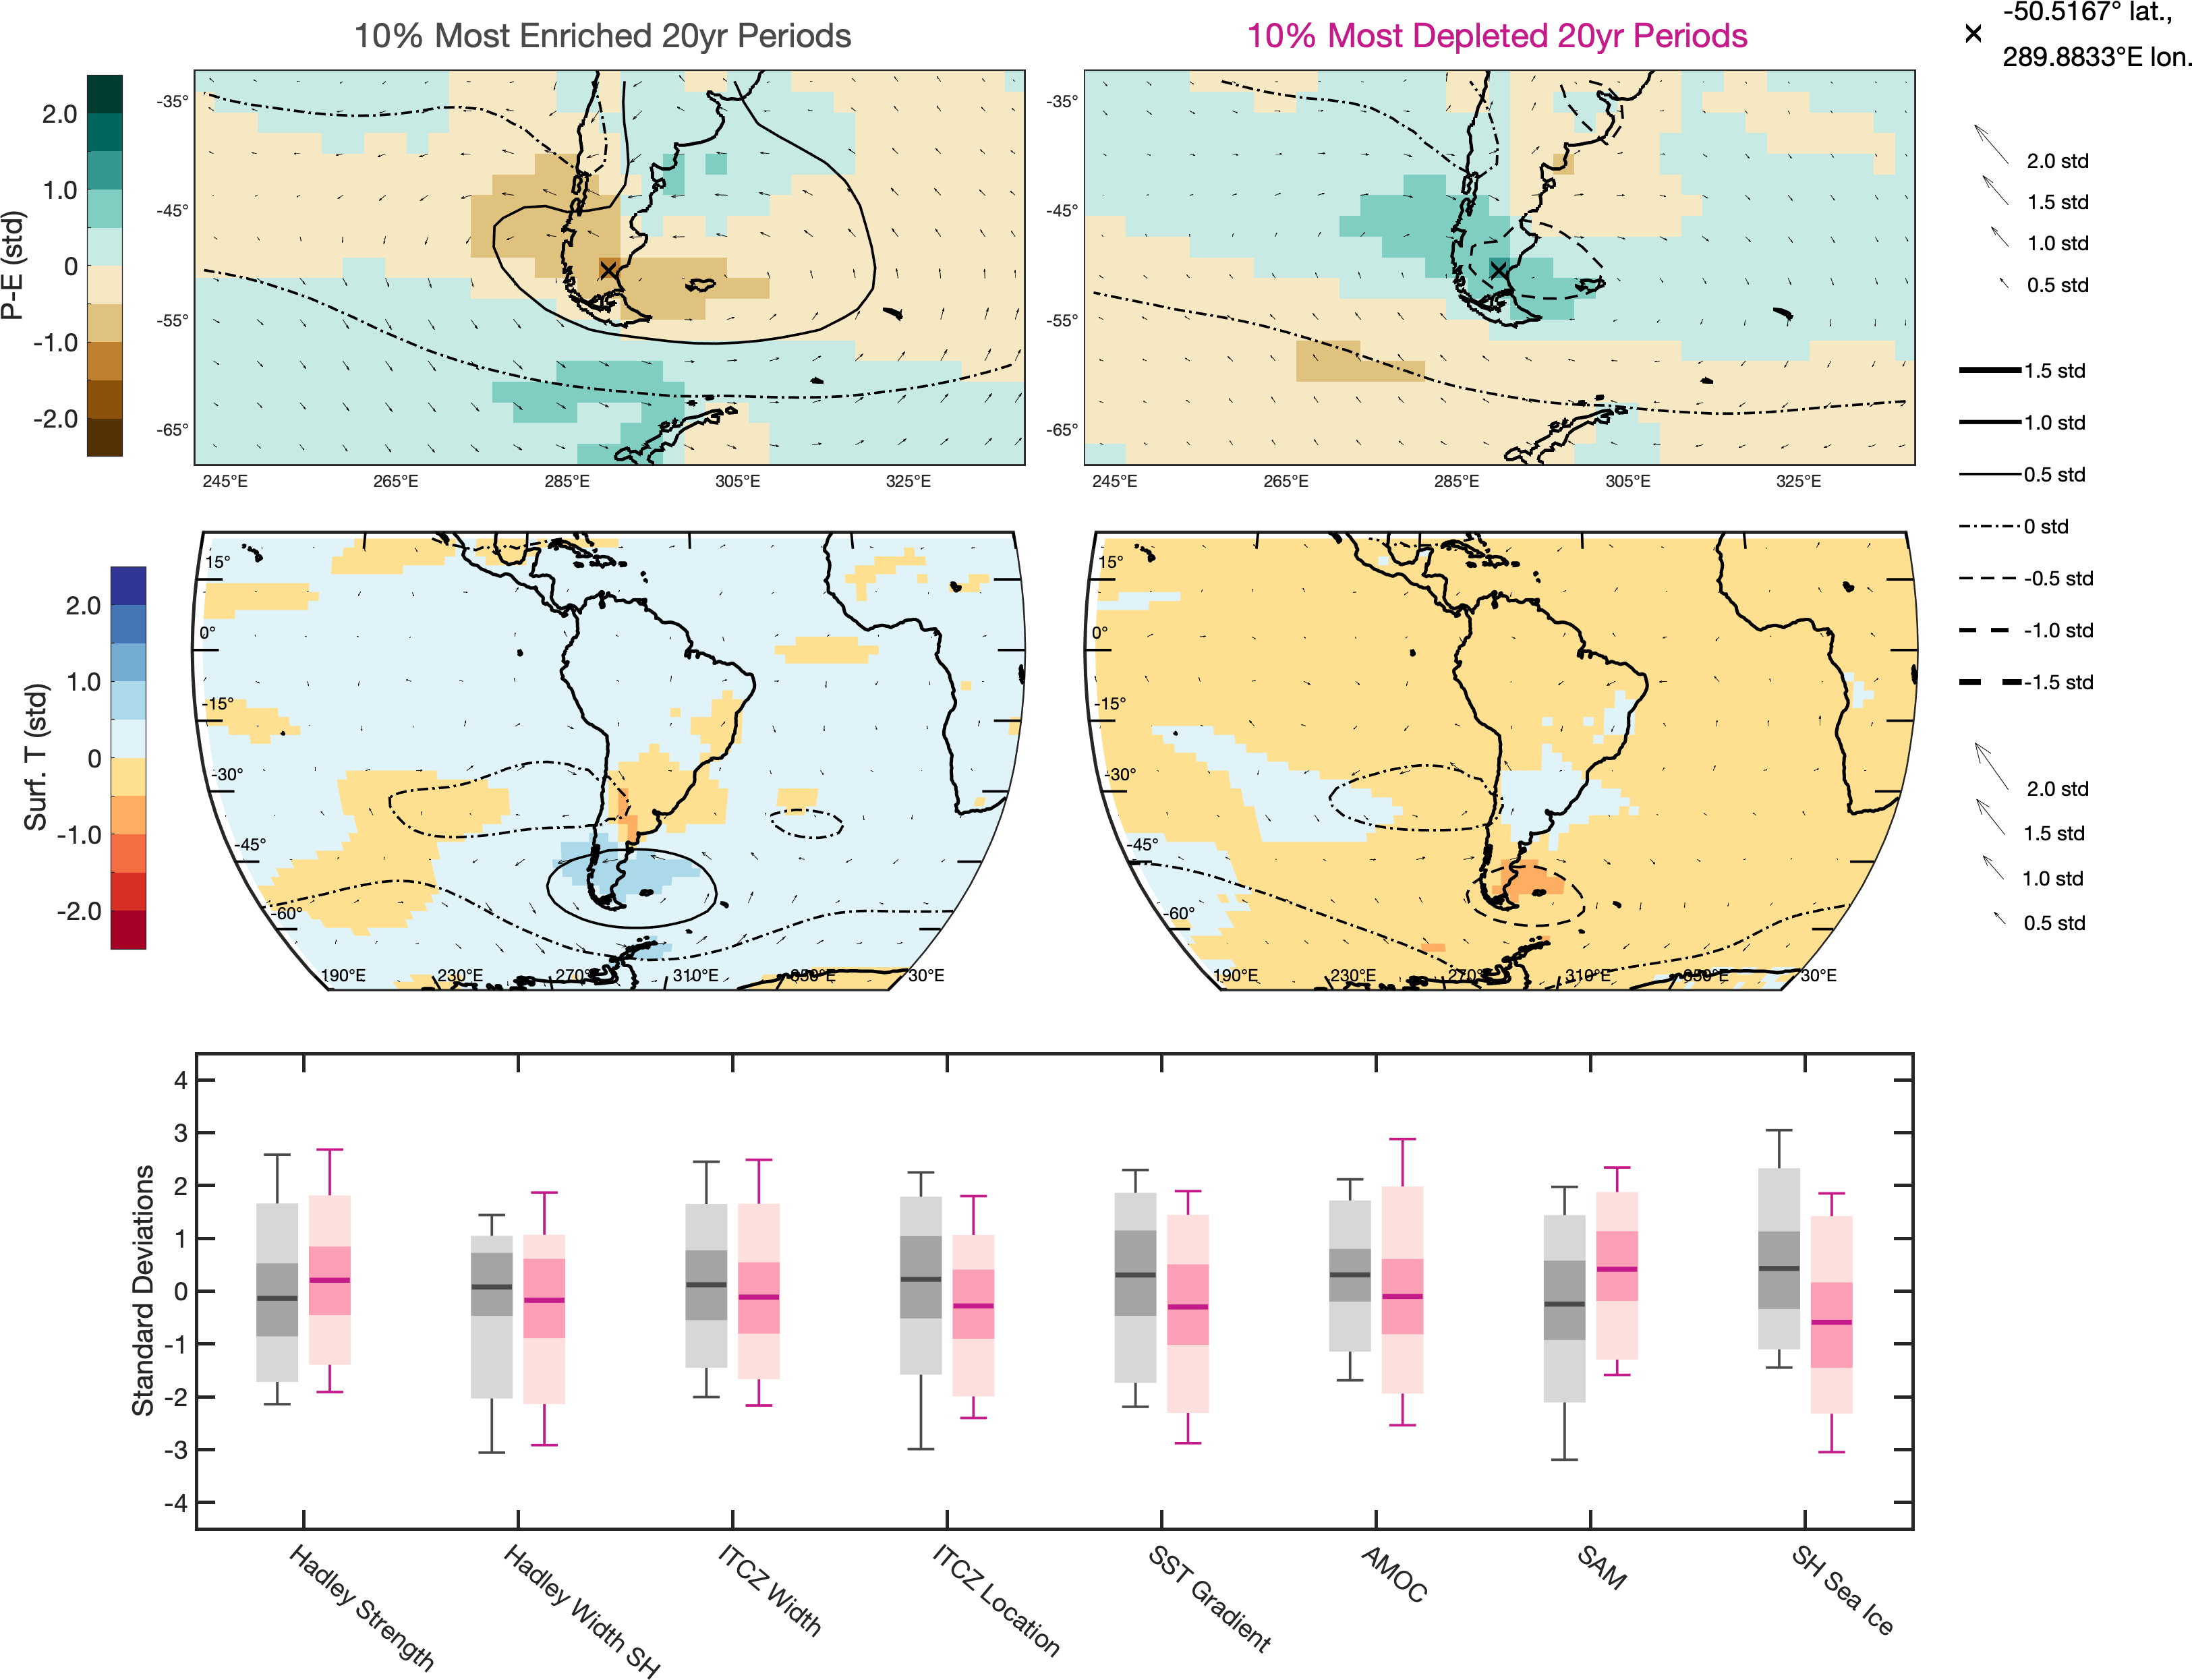 10% Most Enriched 20yr Periods
10% Most Depleted 20yr Periods
-50.5167° lat.,
289.8833°E lon.
P-E (std)
2.0
1.0
0
-1.0
-2.0
-35°
-45°
-55°
-65°
245°E 265°E 285°E 305°E 325°E
-35°
-45°
-55°
-65°
245°E 265°E 285°E 305°E 325°E
2.0 std
1.5 std
1.0 std
0.5 std
1.5 std
1.0 std
0.5 std
0 std
-0.5 std
-1.0 std
-1.5 std
2.0 std
1.5 std
1.0 std
0.5 std
Surf. T (std)
2.0
1.0
0
-1.0
-2.0
15°
0°
-15°
-30°
-45°
-60°
190°E 230°E 270°E 310°E 350°E 30°E
15°
0°
-15°
-30°
-45°
-60°
190°E 230°E 270°E 310°E 350°E 30°E
Standard Deviations
4
3
2
1
0
-1
-2
-3
-4
Hadley Strength
Hadley Width SH
ITCZ Width
ITCZ Location
SST Gradient
AMOC
SAM
SH Sea Ice